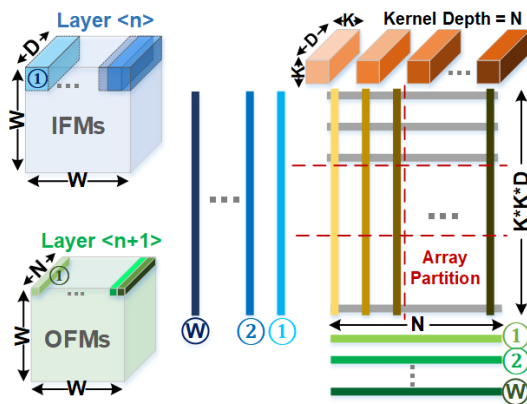 Layer <n>
D
1
...
W
IFMs
W
Layer <n+1>
N
1
...
W
OFMs
W
...
W
2
1
K
D
K
Kernel Depth = N
...
...
Array
Partition
K*K*D
N
1
2
...
W